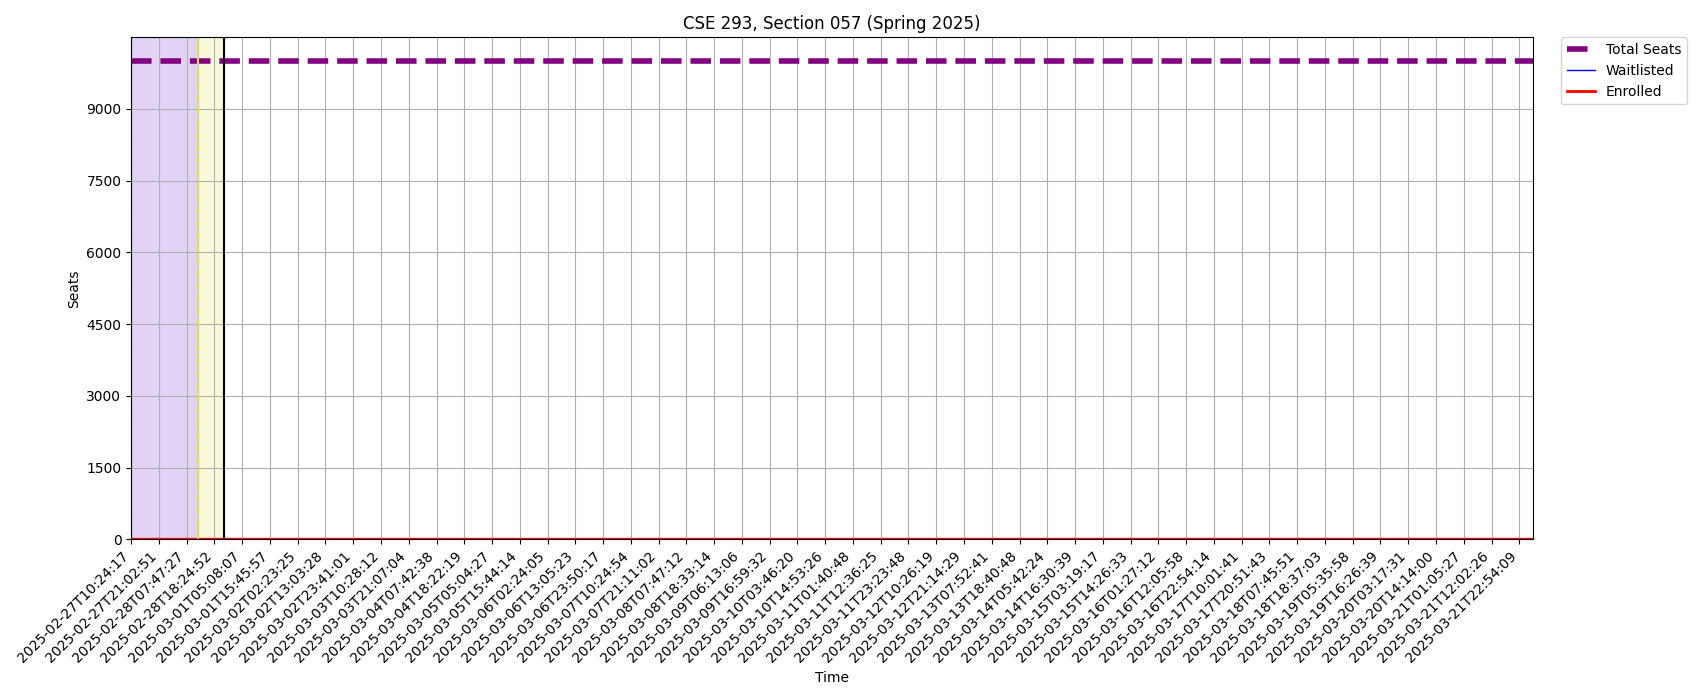 CSE 293, Section 057 (Spring 2025)
Total Seats
Waitlisted
Enrolled
Seats
9000
7500
6000
4500
3000
1500
0
2025-02-27T10:24:17
2025-02-27T21:02:51
2025-02-28T07:47:27
2025-02-28T18:24:52
2025-03-01T05:08:07
2025-03-01T15:45:57
2025-03-02T02:23:25
2025-03-02T13:03:28
2025-03-02T23:41:01
2025-03-03T10:28:12
2025-03-03T21:07:04
2025-03-04T07:42:38
2025-03-04T18:22:19
2025-03-05T05:04:27
2025-03-05T15:44:14
2025-03-06T02:24:05
2025-03-06T13:05:23
2025-03-06T23:50:17
2025-03-07T10:24:54
2025-03-07T21:11:02
2025-03-08T07:47:12
2025-03-08T18:33:14
2025-03-09T06:13:06
2025-03-09T16:59:32
2025-03-10T03:46:20
2025-03-10T14:53:26
2025-03-11T01:40:48
2025-03-11T12:36:25
2025-03-11T23:23:48
2025-03-12T10:26:19
2025-03-12T21:14:29
2025-03-13T07:52:41
2025-03-13T18:40:48
2025-03-14T05:42:24
2025-03-14T16:30:39
2025-03-15T03:19:17
2025-03-15T14:26:33
2025-03-16T01:27:12
2025-03-16T12:05:58
2025-03-16T22:54:14
2025-03-17T10:01:41
2025-03-17T20:51:43
2025-03-18T07:45:51
2025-03-18T18:37:03
2025-03-19T05:35:58
2025-03-19T16:26:39
2025-03-20T03:17:31
2025-03-20T14:14:00
2025-03-21T01:05:27
2025-03-21T12:02:26
2025-03-21T22:54:09
Time